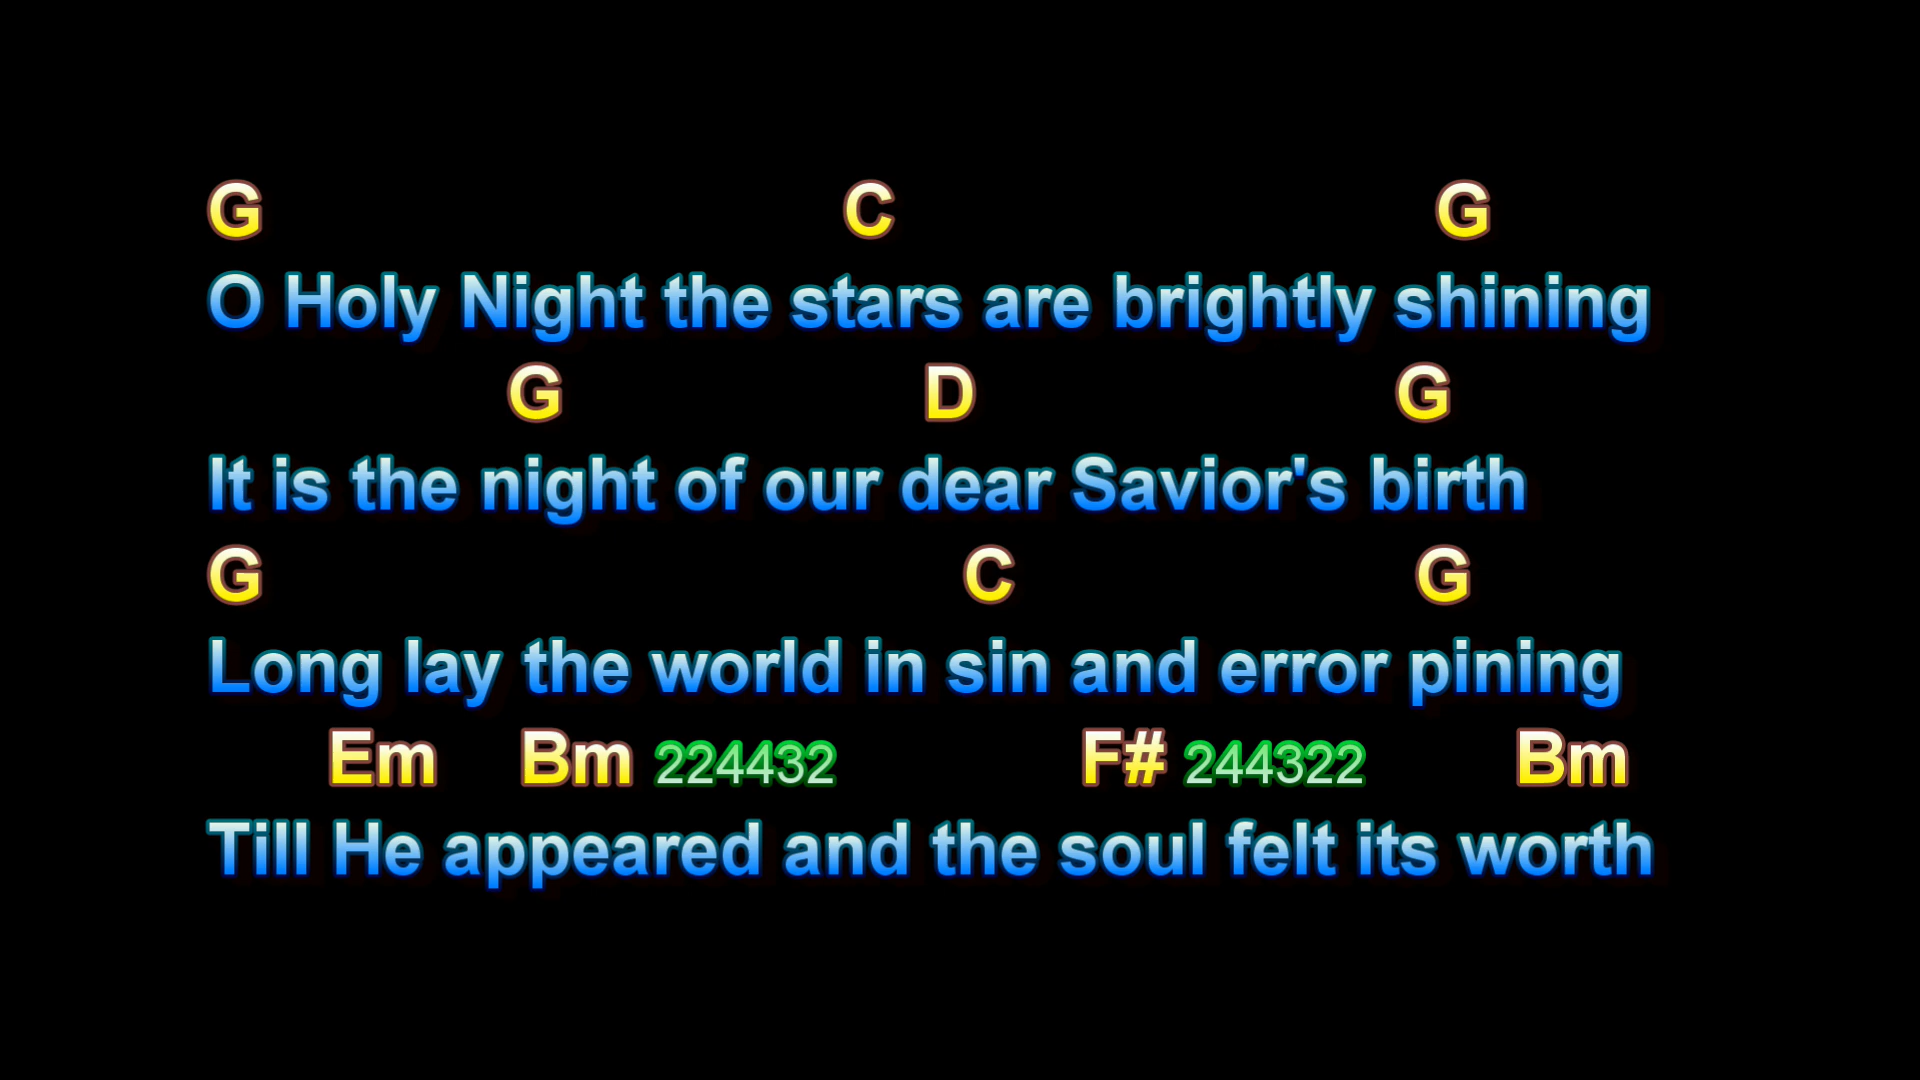 G C G
O Holy Night the stars are brightly shining
G D G
It is the night of our dear Savior's birth
G C G
Long lay the world in sin and error pining
Em Bm 224432 F# 244322 Bm
Till He appeared and the soul felt its worth